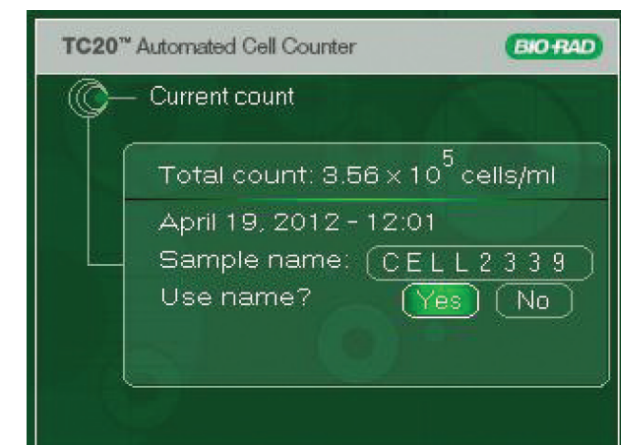 TC20™ Automated Cell Counter BIO-RAD
Current count
Total count: 3.56 × 10⁵ cells/ml
April 19, 2012 - 12:01
Sample name: CELL2339
Use name? Yes No